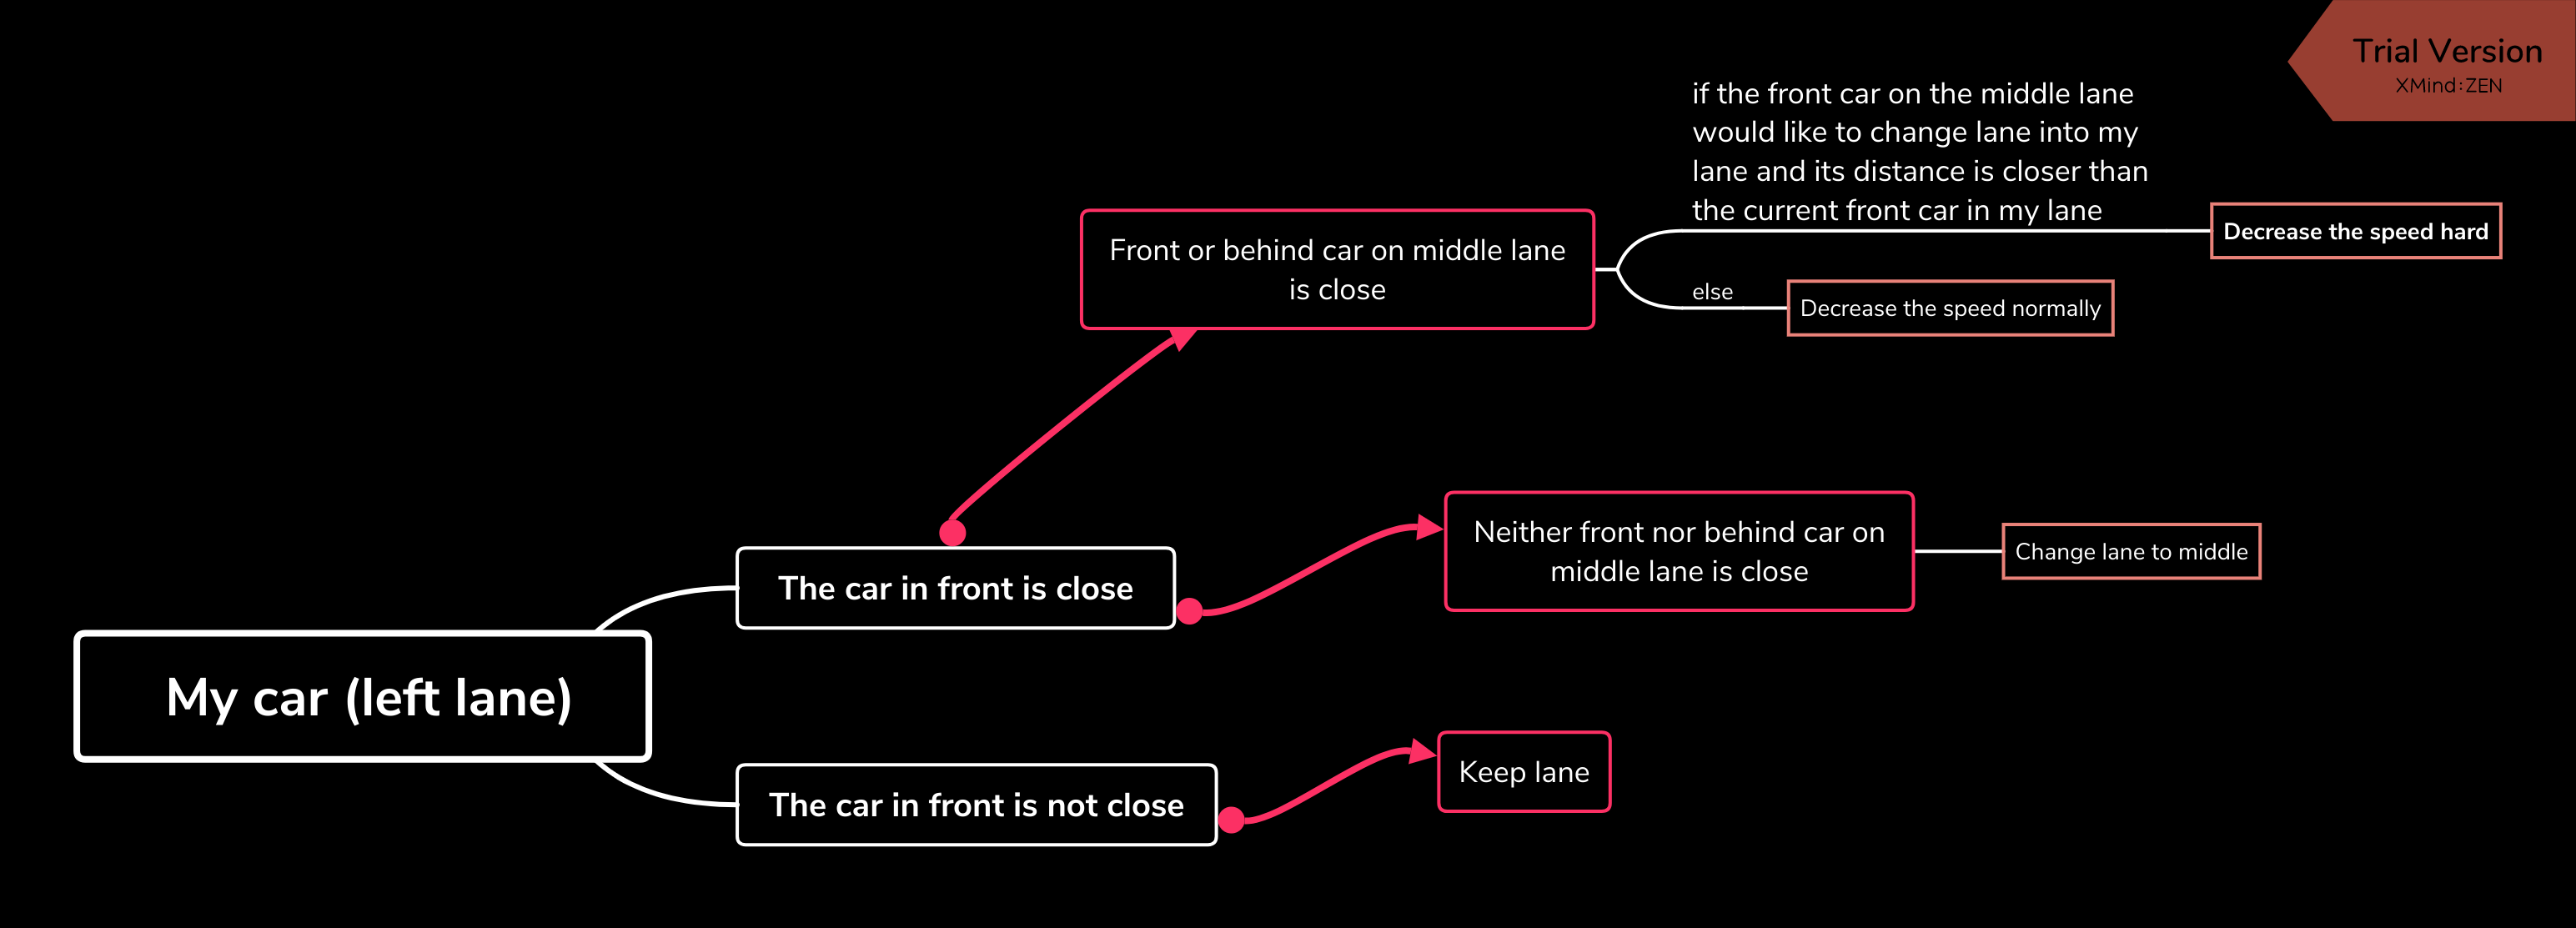 Trial Version
XMind:ZEN
if the front car on the middle lane
would like to change lane into my
lane and its distance is closer than
the current front car in my lane
Decrease the speed hard
Front or behind car on middle lane
is close
else
Decrease the speed normally
Neither front nor behind car on
middle lane is close
Change lane to middle
The car in front is close
My car (left lane)
The car in front is not close
Keep lane